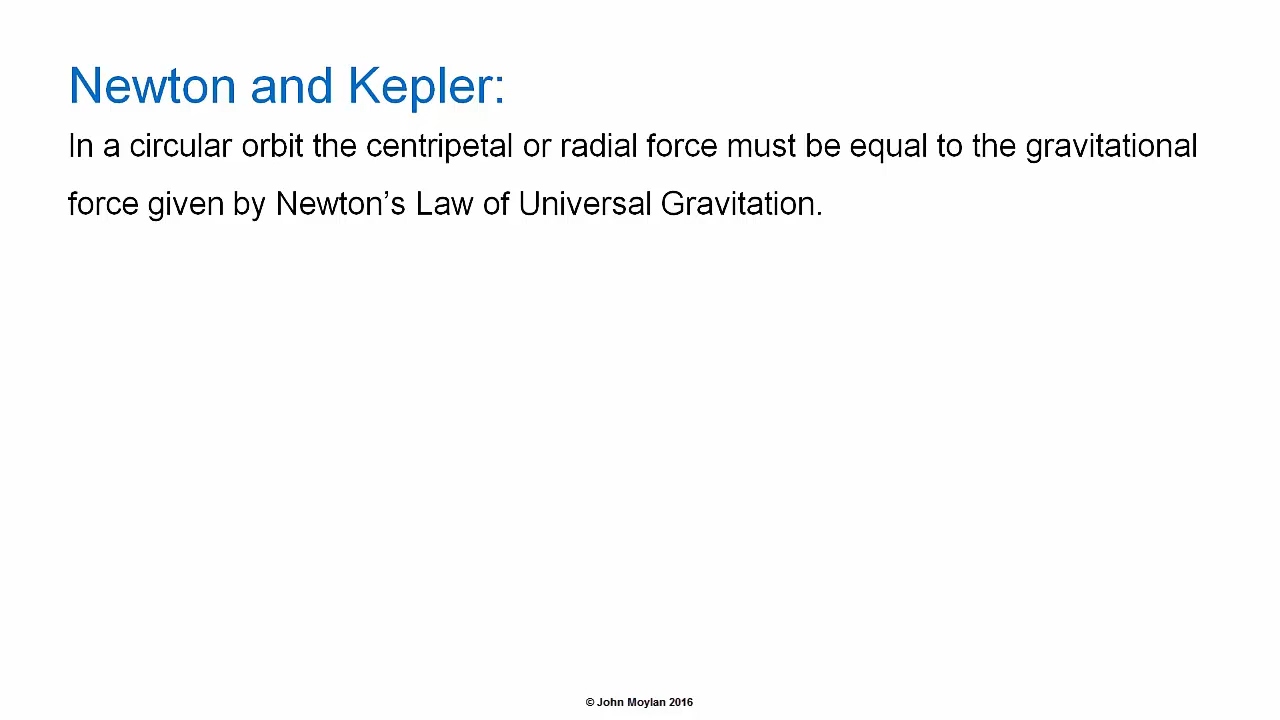 Newton and Kepler:
In a circular orbit the centripetal or radial force must be equal to the gravitational
force given by Newton’s Law of Universal Gravitation.
© John Moylan 2016